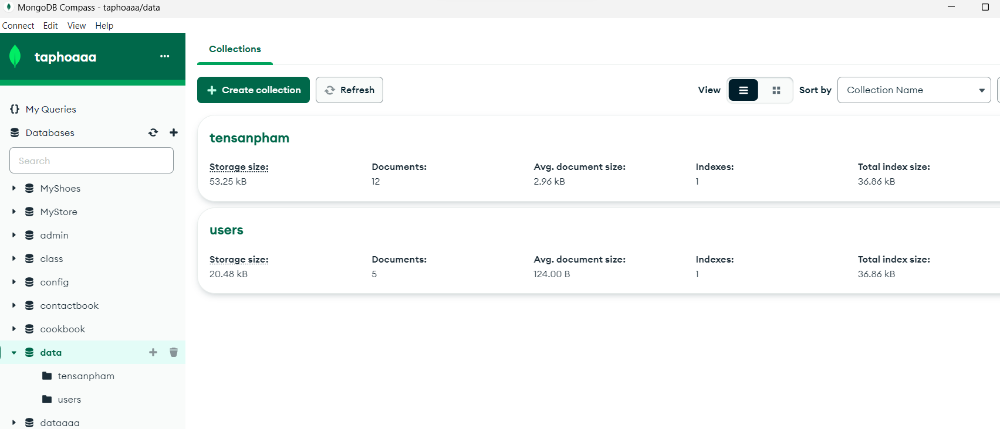 MongoDB Compass - taphoaaa/data
Connect Edit View Help
taphoaaa
Collections
Create collection Refresh View Sort by Collection Name
{} My Queries
Databases
Search
MyShoes
MyStore
admin
class
config
contactbook
cookbook
data
tensanpham
users
dataaaa
tensanpham
Storage size: Documents: Avg. document size: Indexes: Total index size:
53.25 kB 12 2.96 kB 1 36.86 kB
users
Storage size: Documents: Avg. document size: Indexes: Total index size:
20.48 kB 5 124.00 B 1 36.86 kB